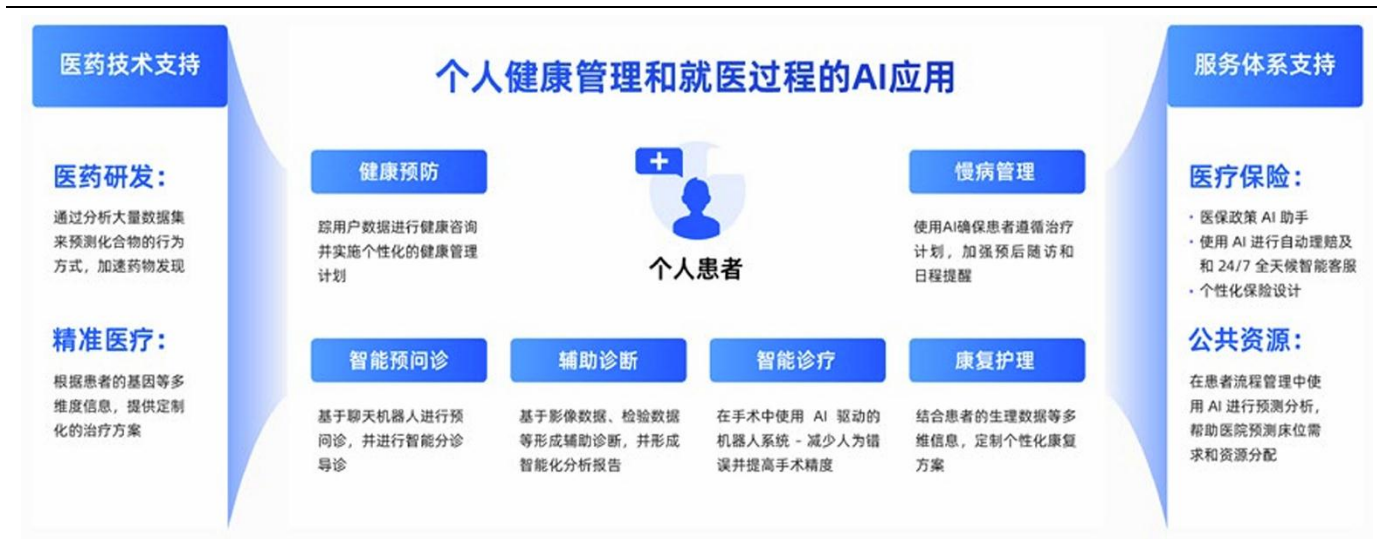 医药技术支持
医药研发：
通过分析大量数据集
来预测化合物的行为
方式，加速药物发现
精准医疗：
根据患者的基因等多
维度信息，提供定制
化的治疗方案
个人健康管理和就医过程的AI应用
健康预防
踪用户数据进行健康咨询
并实施个性化的健康管理
计划
个人患者
慢病管理
使用AI确保患者遵循治疗
计划，加强预后随访和
日程提醒
智能预问诊
基于聊天机器人进行预
问诊，并进行智能分诊
导诊
辅助诊断
基于影像数据、检验数据
等形成辅助诊断，并形成
智能化分析报告
智能诊疗
在手术中使用 AI 驱动的
机器人系统 – 减少人为错
误并提高手术精度
康复护理
结合患者的生理数据等多
维信息，定制个性化康复
方案
服务体系支持
医疗保险：
• 医保政策 AI 助手
• 使用 AI 进行自动理赔及
和 24/7 全天候智能客服
• 个性化保险设计
公共资源：
在患者流程管理中使
用 AI 进行预测分析，
帮助医院预测床位需
求和资源分配